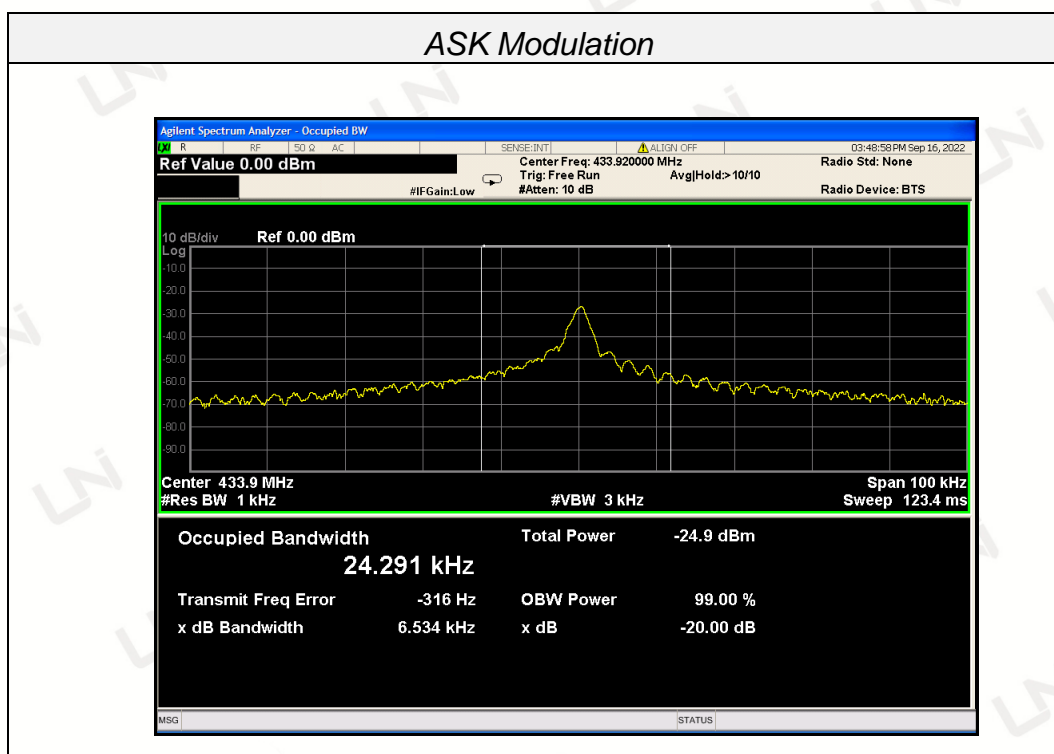 ASK Modulation
Agilent Spectrum Analyzer - Occupied BW
LXI R RF 50 Ω AC SENSE:INT ALIGN OFF 03:48:58 PM Sep 16, 2022
Ref Value 0.00 dBm Center Freq: 433.920000 MHz Radio Std: None
Trig: Free Run Avg|Hold:>10/10
#IFGain:Low #Atten: 10 dB Radio Device: BTS
10 dB/div Ref 0.00 dBm
Log
-10.0
-20.0
-30.0
-40.0
-50.0
-60.0
-70.0
-80.0
-90.0
Center 433.9 MHz Span 100 kHz
#Res BW 1 kHz #VBW 3 kHz Sweep 123.4 ms
Occupied Bandwidth Total Power -24.9 dBm
24.291 kHz
Transmit Freq Error -316 Hz OBW Power 99.00 %
x dB Bandwidth 6.534 kHz x dB -20.00 dB
MSG STATUS